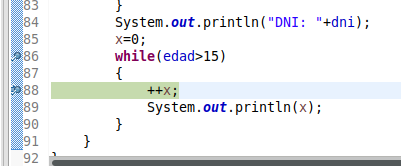 83 }
84 System.out.println("DNI: "+dni);
85 x=0;
86 while(edad>15)
87 {
88 ++x;
89 System.out.println(x);
90 }
91 }
92 }